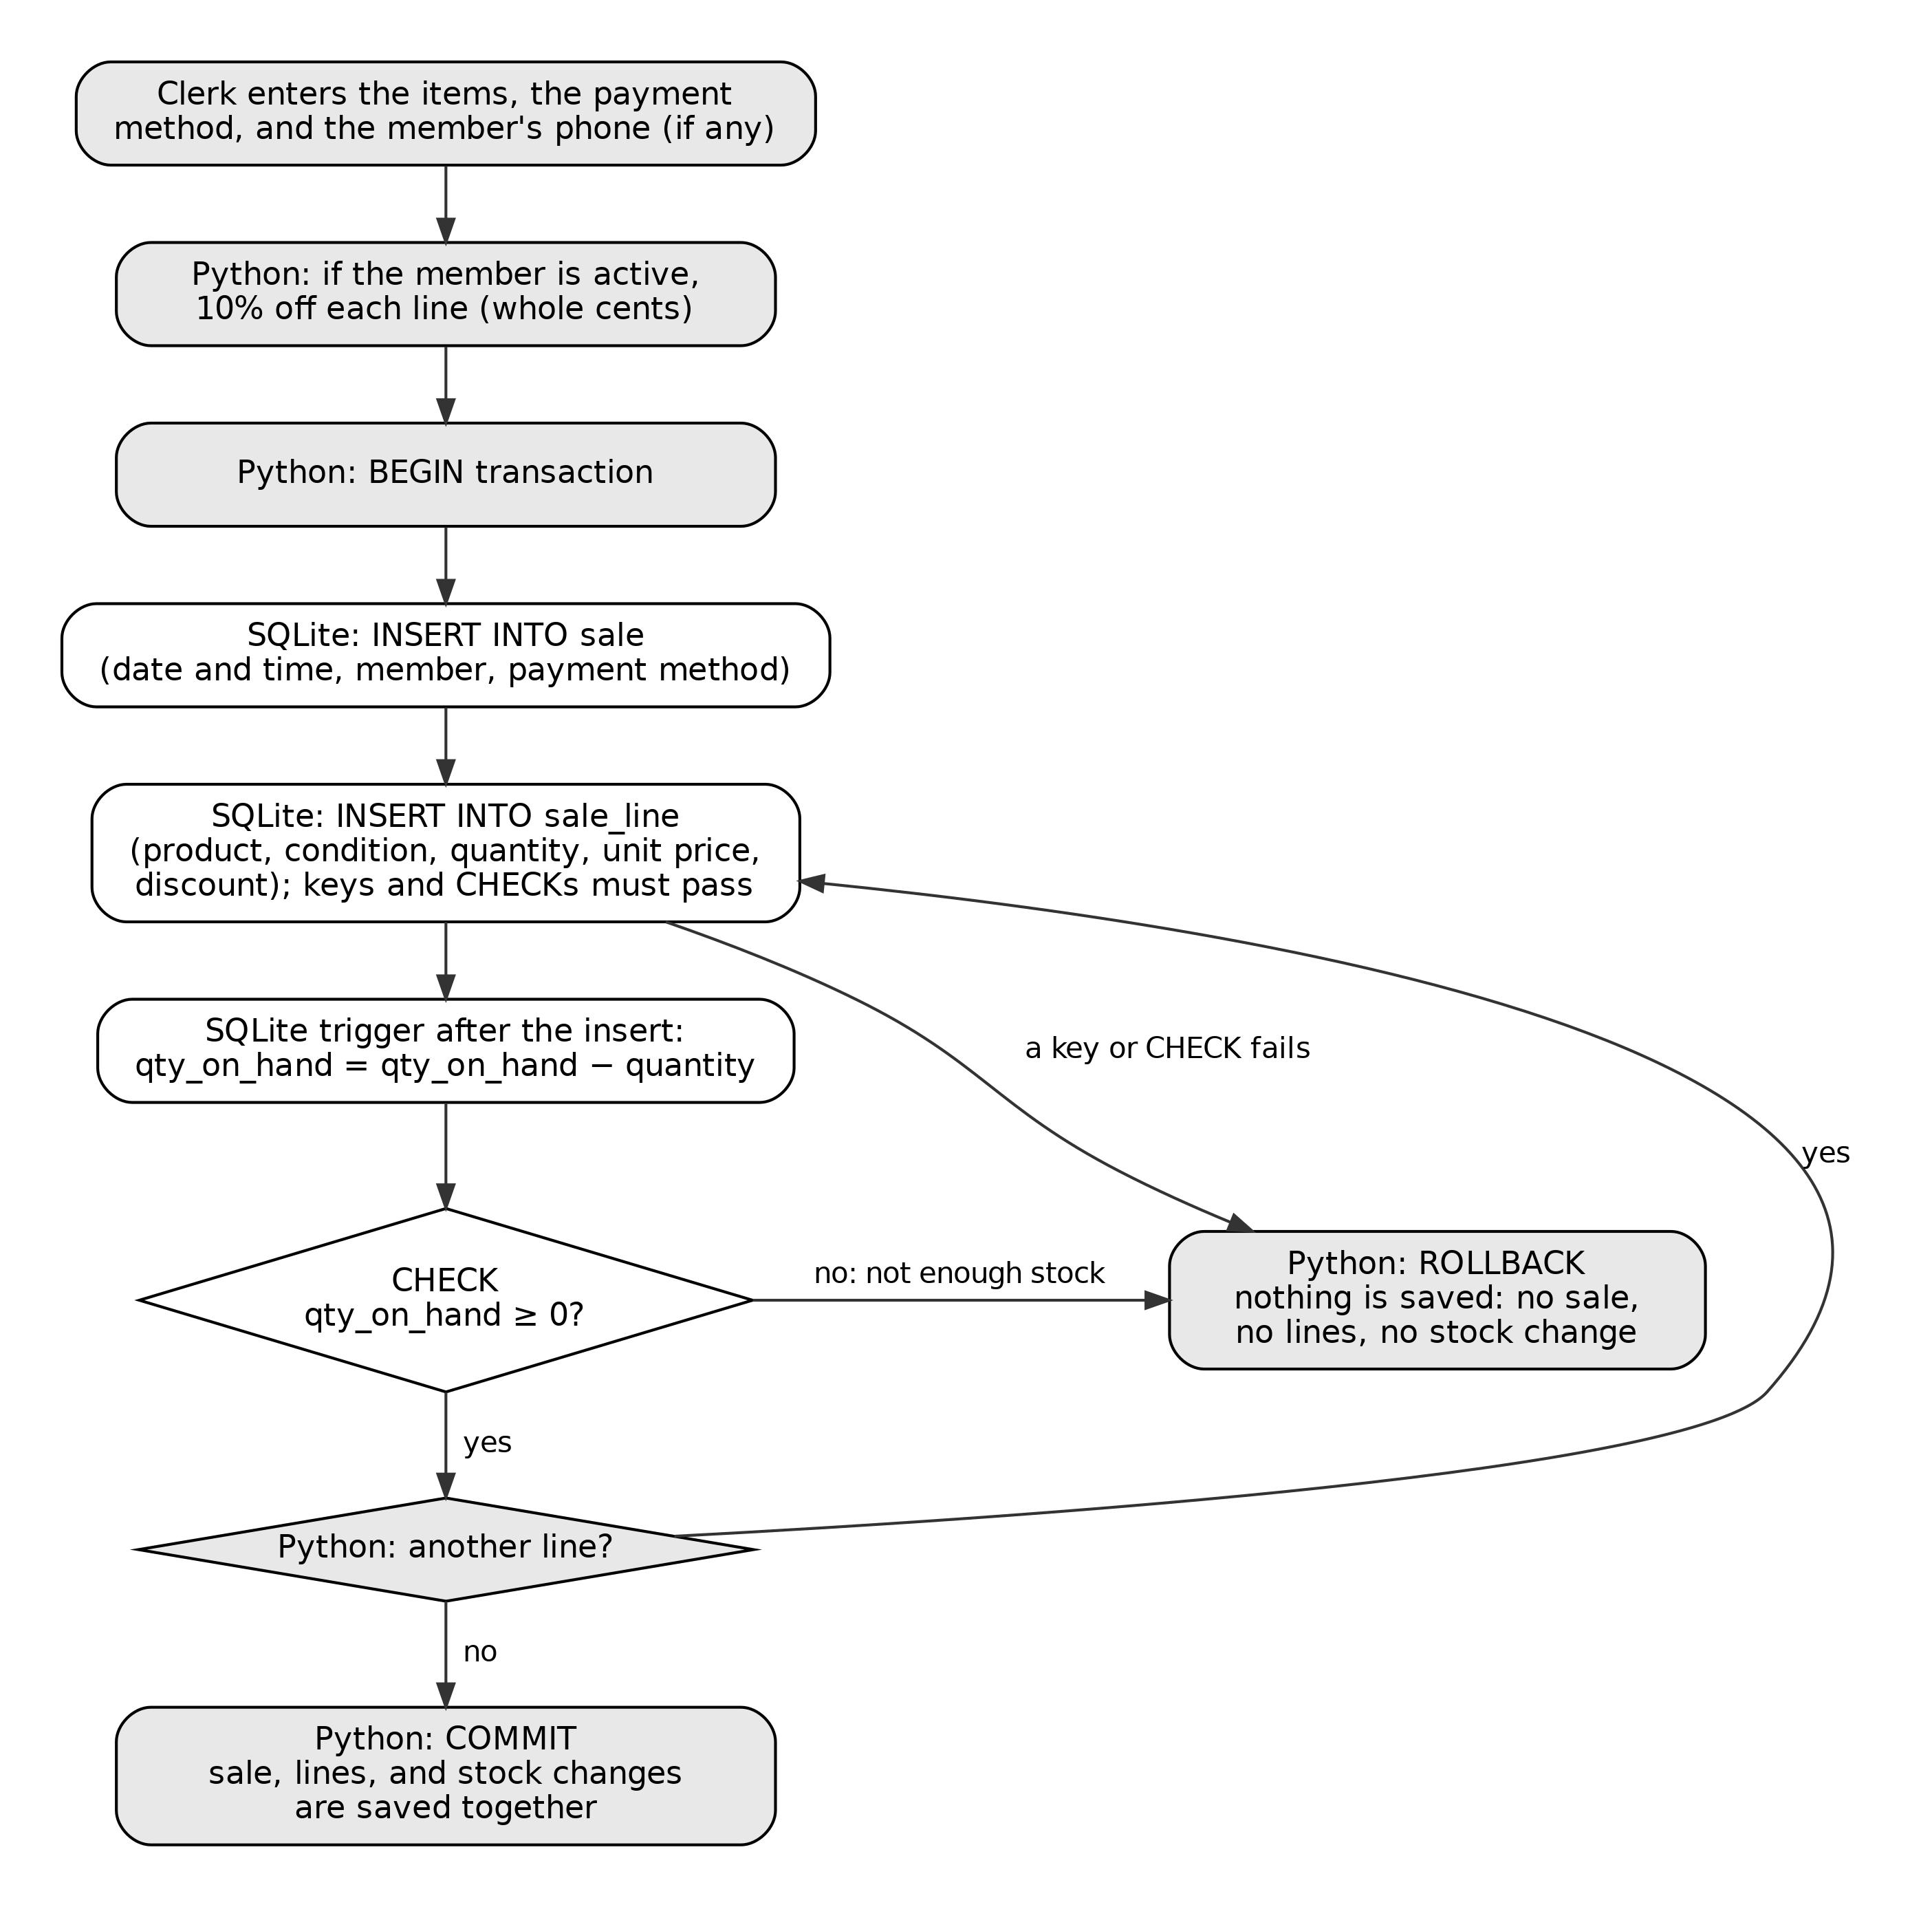 Clerk enters the items, the payment
method, and the member's phone (if any)
Python: if the member is active,
10% off each line (whole cents)
Python: BEGIN transaction
SQLite: INSERT INTO sale
(date and time, member, payment method)
SQLite: INSERT INTO sale_line
(product, condition, quantity, unit price,
discount); keys and CHECKs must pass
SQLite trigger after the insert:
qty_on_hand = qty_on_hand − quantity
a key or CHECK fails
yes
CHECK
qty_on_hand ≥ 0?
no: not enough stock
Python: ROLLBACK
nothing is saved: no sale,
no lines, no stock change
yes
Python: another line?
no
Python: COMMIT
sale, lines, and stock changes
are saved together